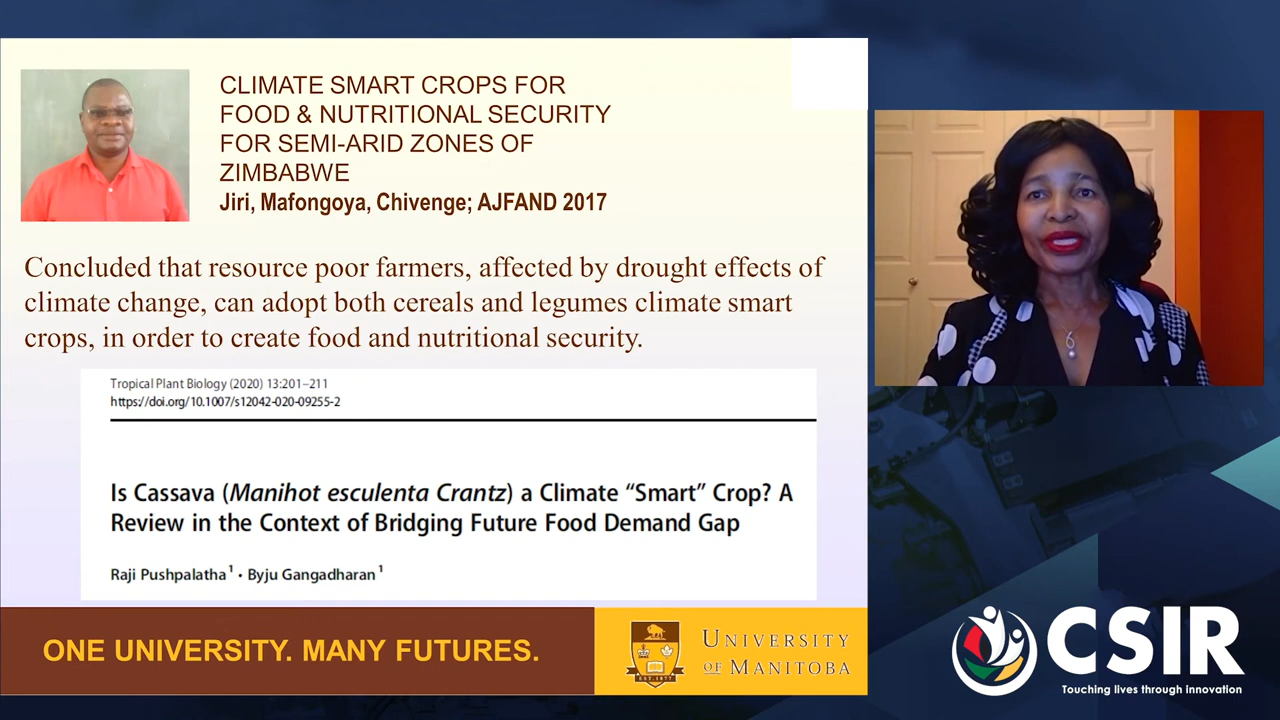 CLIMATE SMART CROPS FOR
FOOD & NUTRITIONAL SECURITY
FOR SEMI-ARID ZONES OF
ZIMBABWE
Jiri, Mafongoya, Chivenge; AJFAND 2017
Concluded that resource poor farmers, affected by drought effects of
climate change, can adopt both cereals and legumes climate smart
crops, in order to create food and nutritional security.
Tropical Plant Biology (2020) 13:201–211
https://doi.org/10.1007/s12042-020-09255-2
Is Cassava (Manihot esculenta Crantz) a Climate “Smart” Crop? A
Review in the Context of Bridging Future Food Demand Gap
Raji Pushpalatha¹ • Byju Gangadharan¹
ONE UNIVERSITY. MANY FUTURES.
UNIVERSITY
OF MANITOBA
CSIR
Touching lives through innovation